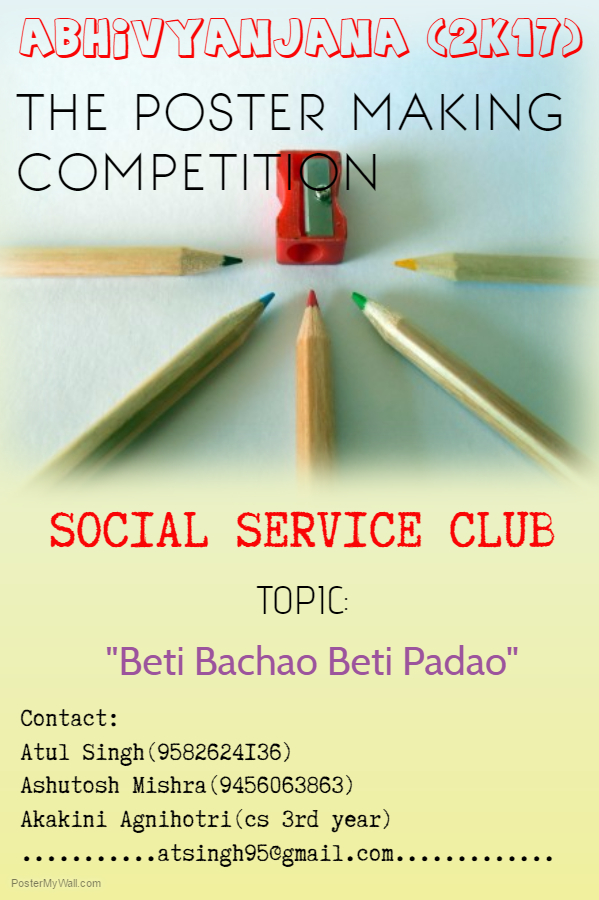 ABHiVYANJANA (2K17)
THE POSTER MAKING
COMPETITION
SOCIAL SERVICE CLUB
TOPIC:
"Beti Bachao Beti Padao"
Contact:
Atul Singh(9582624I36)
Ashutosh Mishra(9456063863)
Akakini Agnihotri(cs 3rd year)
...........atsingh95@gmail.com.............
PosterMyWall.com